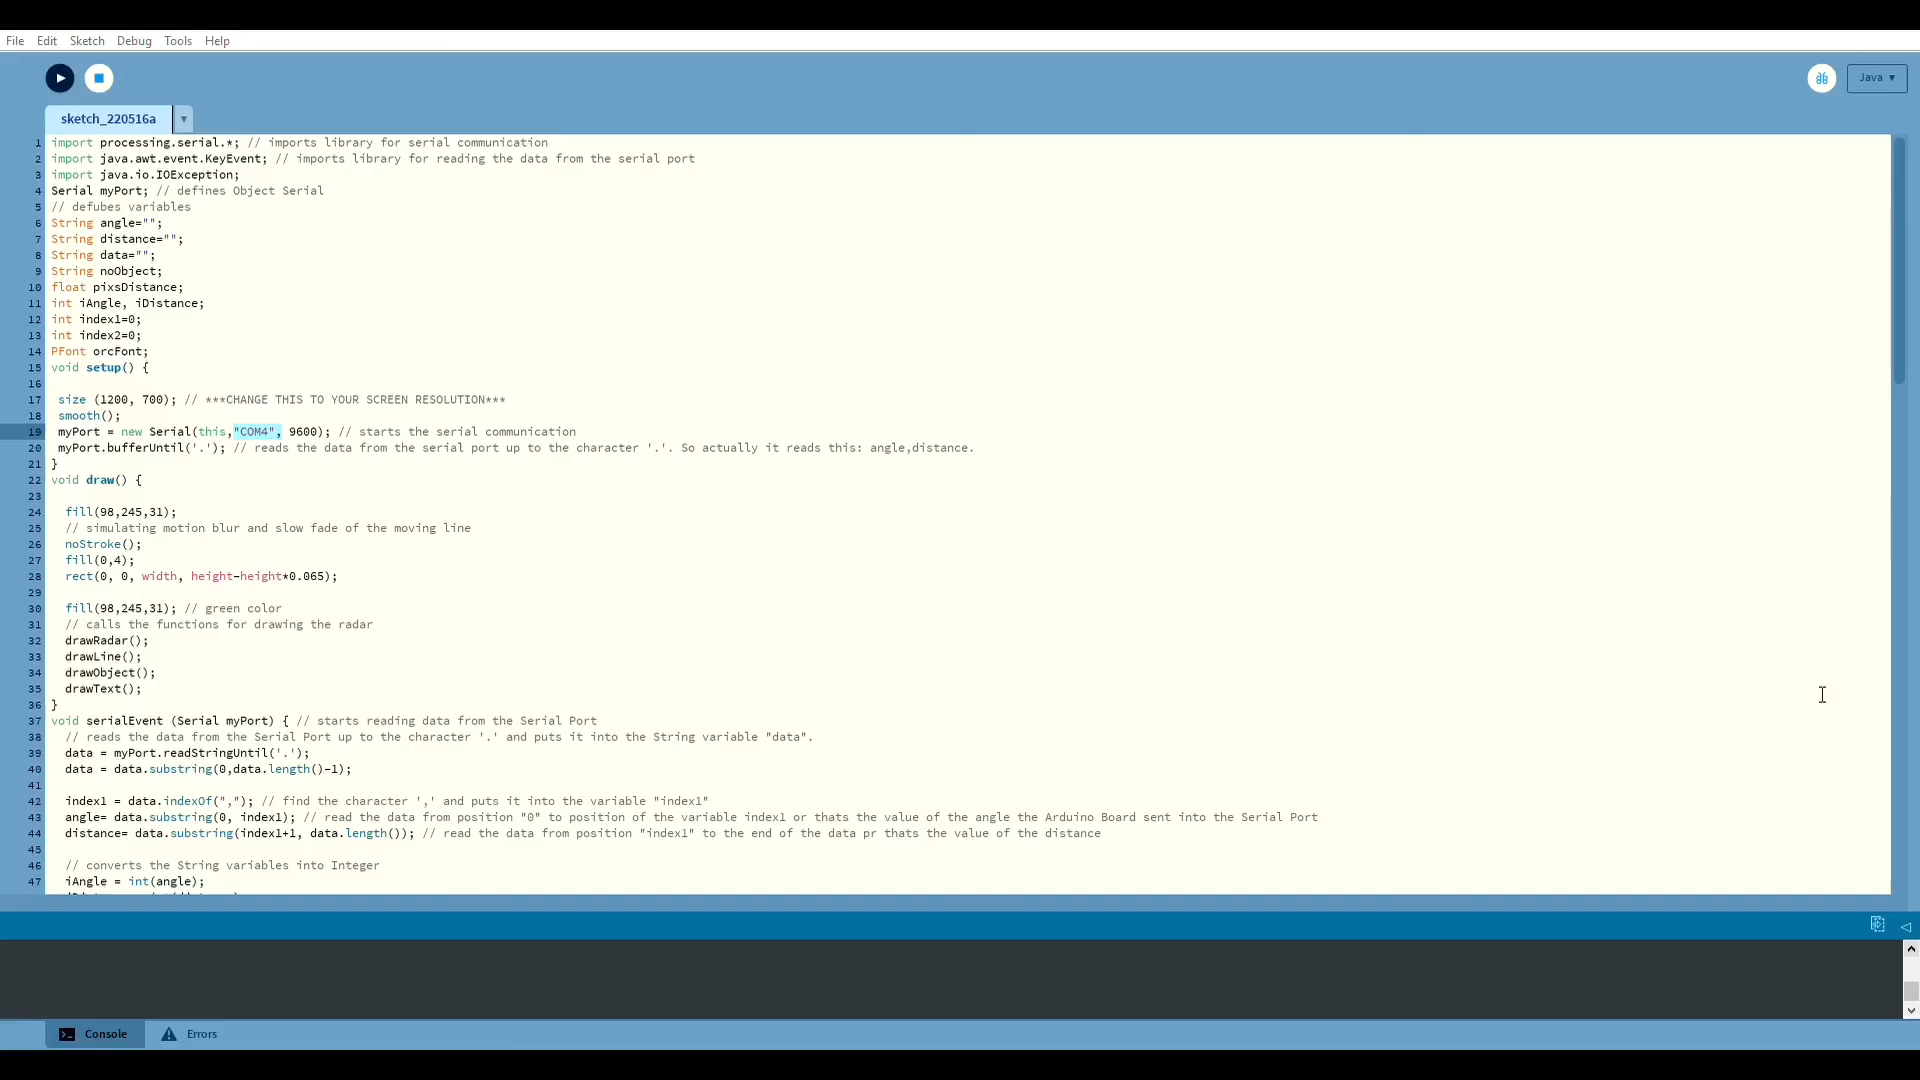 File Edit Sketch Debug Tools Help
Java ▾
sketch_220516a ▾
1 import processing.serial.*; // imports library for serial communication
2 import java.awt.event.KeyEvent; // imports library for reading the data from the serial port
3 import java.io.IOException;
4 Serial myPort; // defines Object Serial
5 // defubes variables
6 String angle="";
7 String distance="";
8 String data="";
9 String noObject;
10 float pixsDistance;
11 int iAngle, iDistance;
12 int index1=0;
13 int index2=0;
14 PFont orcFont;
15 void setup() {
16
17 size (1200, 700); // ***CHANGE THIS TO YOUR SCREEN RESOLUTION***
18 smooth();
19 myPort = new Serial(this,"COM4", 9600); // starts the serial communication
20 myPort.bufferUntil('.'); // reads the data from the serial port up to the character '.'. So actually it reads this: angle,distance.
21 }
22 void draw() {
23
24 fill(98,245,31);
25 // simulating motion blur and slow fade of the moving line
26 noStroke();
27 fill(0,4);
28 rect(0, 0, width, height-height*0.065);
29
30 fill(98,245,31); // green color
31 // calls the functions for drawing the radar
32 drawRadar();
33 drawLine();
34 drawObject();
35 drawText();
36 }
37 void serialEvent (Serial myPort) { // starts reading data from the Serial Port
38 // reads the data from the Serial Port up to the character '.' and puts it into the String variable "data".
39 data = myPort.readStringUntil('.');
40 data = data.substring(0,data.length()-1);
41
42 index1 = data.indexOf(","); // find the character ',' and puts it into the variable "index1"
43 angle= data.substring(0, index1); // read the data from position "0" to position of the variable index1 or thats the value of the angle the Arduino Board sent into the Serial Port
44 distance= data.substring(index1+1, data.length()); // read the data from position "index1" to the end of the data pr thats the value of the distance
45
46 // converts the String variables into Integer
47 iAngle = int(angle);
Console Errors